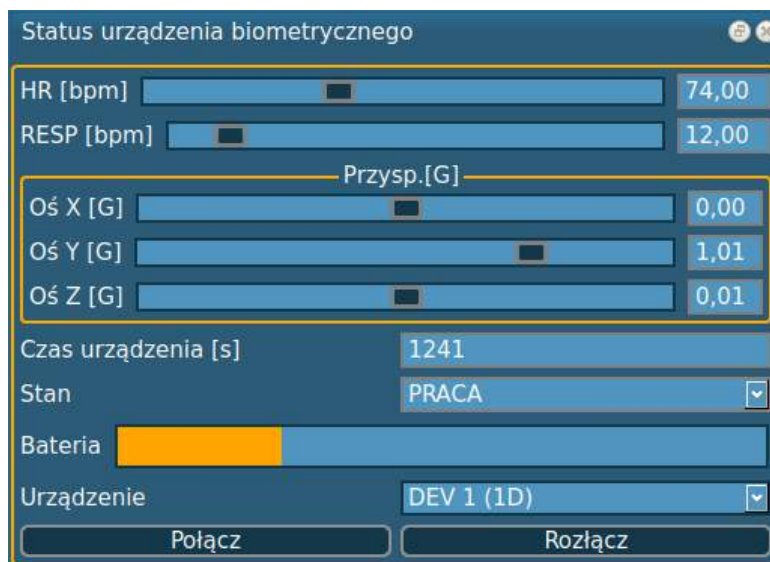 Status urządzenia biometrycznego
HR [bpm] 74,00
RESP [bpm] 12,00
Przysp.[G]
Oś X [G] 0,00
Oś Y [G] 1,01
Oś Z [G] 0,01
Czas urządzenia [s] 1241
Stan PRACA
Bateria
Urządzenie DEV 1 (1D)
Połącz Rozłącz